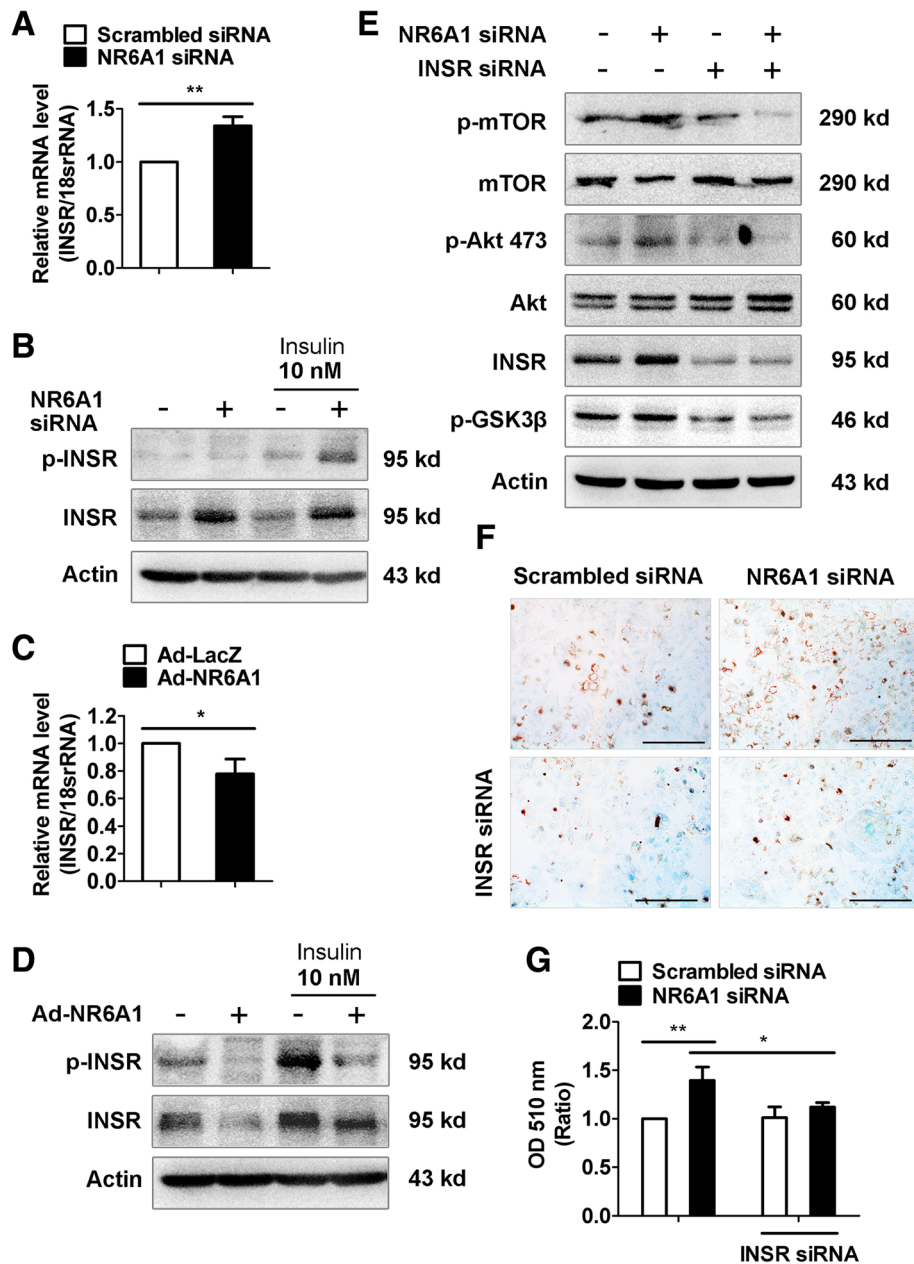 A
Scrambled siRNA
NR6A1 siRNA
Relative mRNA level
(INSR/18srRNA)
1.5
1.0
0.5
0.0
**
B
Insulin
10 nM
NR6A1
siRNA
- + - +
p-INSR 95 kd
INSR 95 kd
Actin 43 kd
C
Ad-LacZ
Ad-NR6A1
Relative mRNA level
(INSR/18srRNA)
1.2
1.0
0.8
0.6
0.4
0.2
0.0
*
D
Insulin
10 nM
Ad-NR6A1 - + - +
p-INSR 95 kd
INSR 95 kd
Actin 43 kd
E
NR6A1 siRNA - + - +
INSR siRNA - - + +
p-mTOR 290 kd
mTOR 290 kd
p-Akt 473 60 kd
Akt 60 kd
INSR 95 kd
p-GSK3β 46 kd
Actin 43 kd
F
Scrambled siRNA NR6A1 siRNA
INSR siRNA
G
Scrambled siRNA
NR6A1 siRNA
OD 510 nm
(Ratio)
2.0
1.5
1.0
0.5
0.0
** *
INSR siRNA